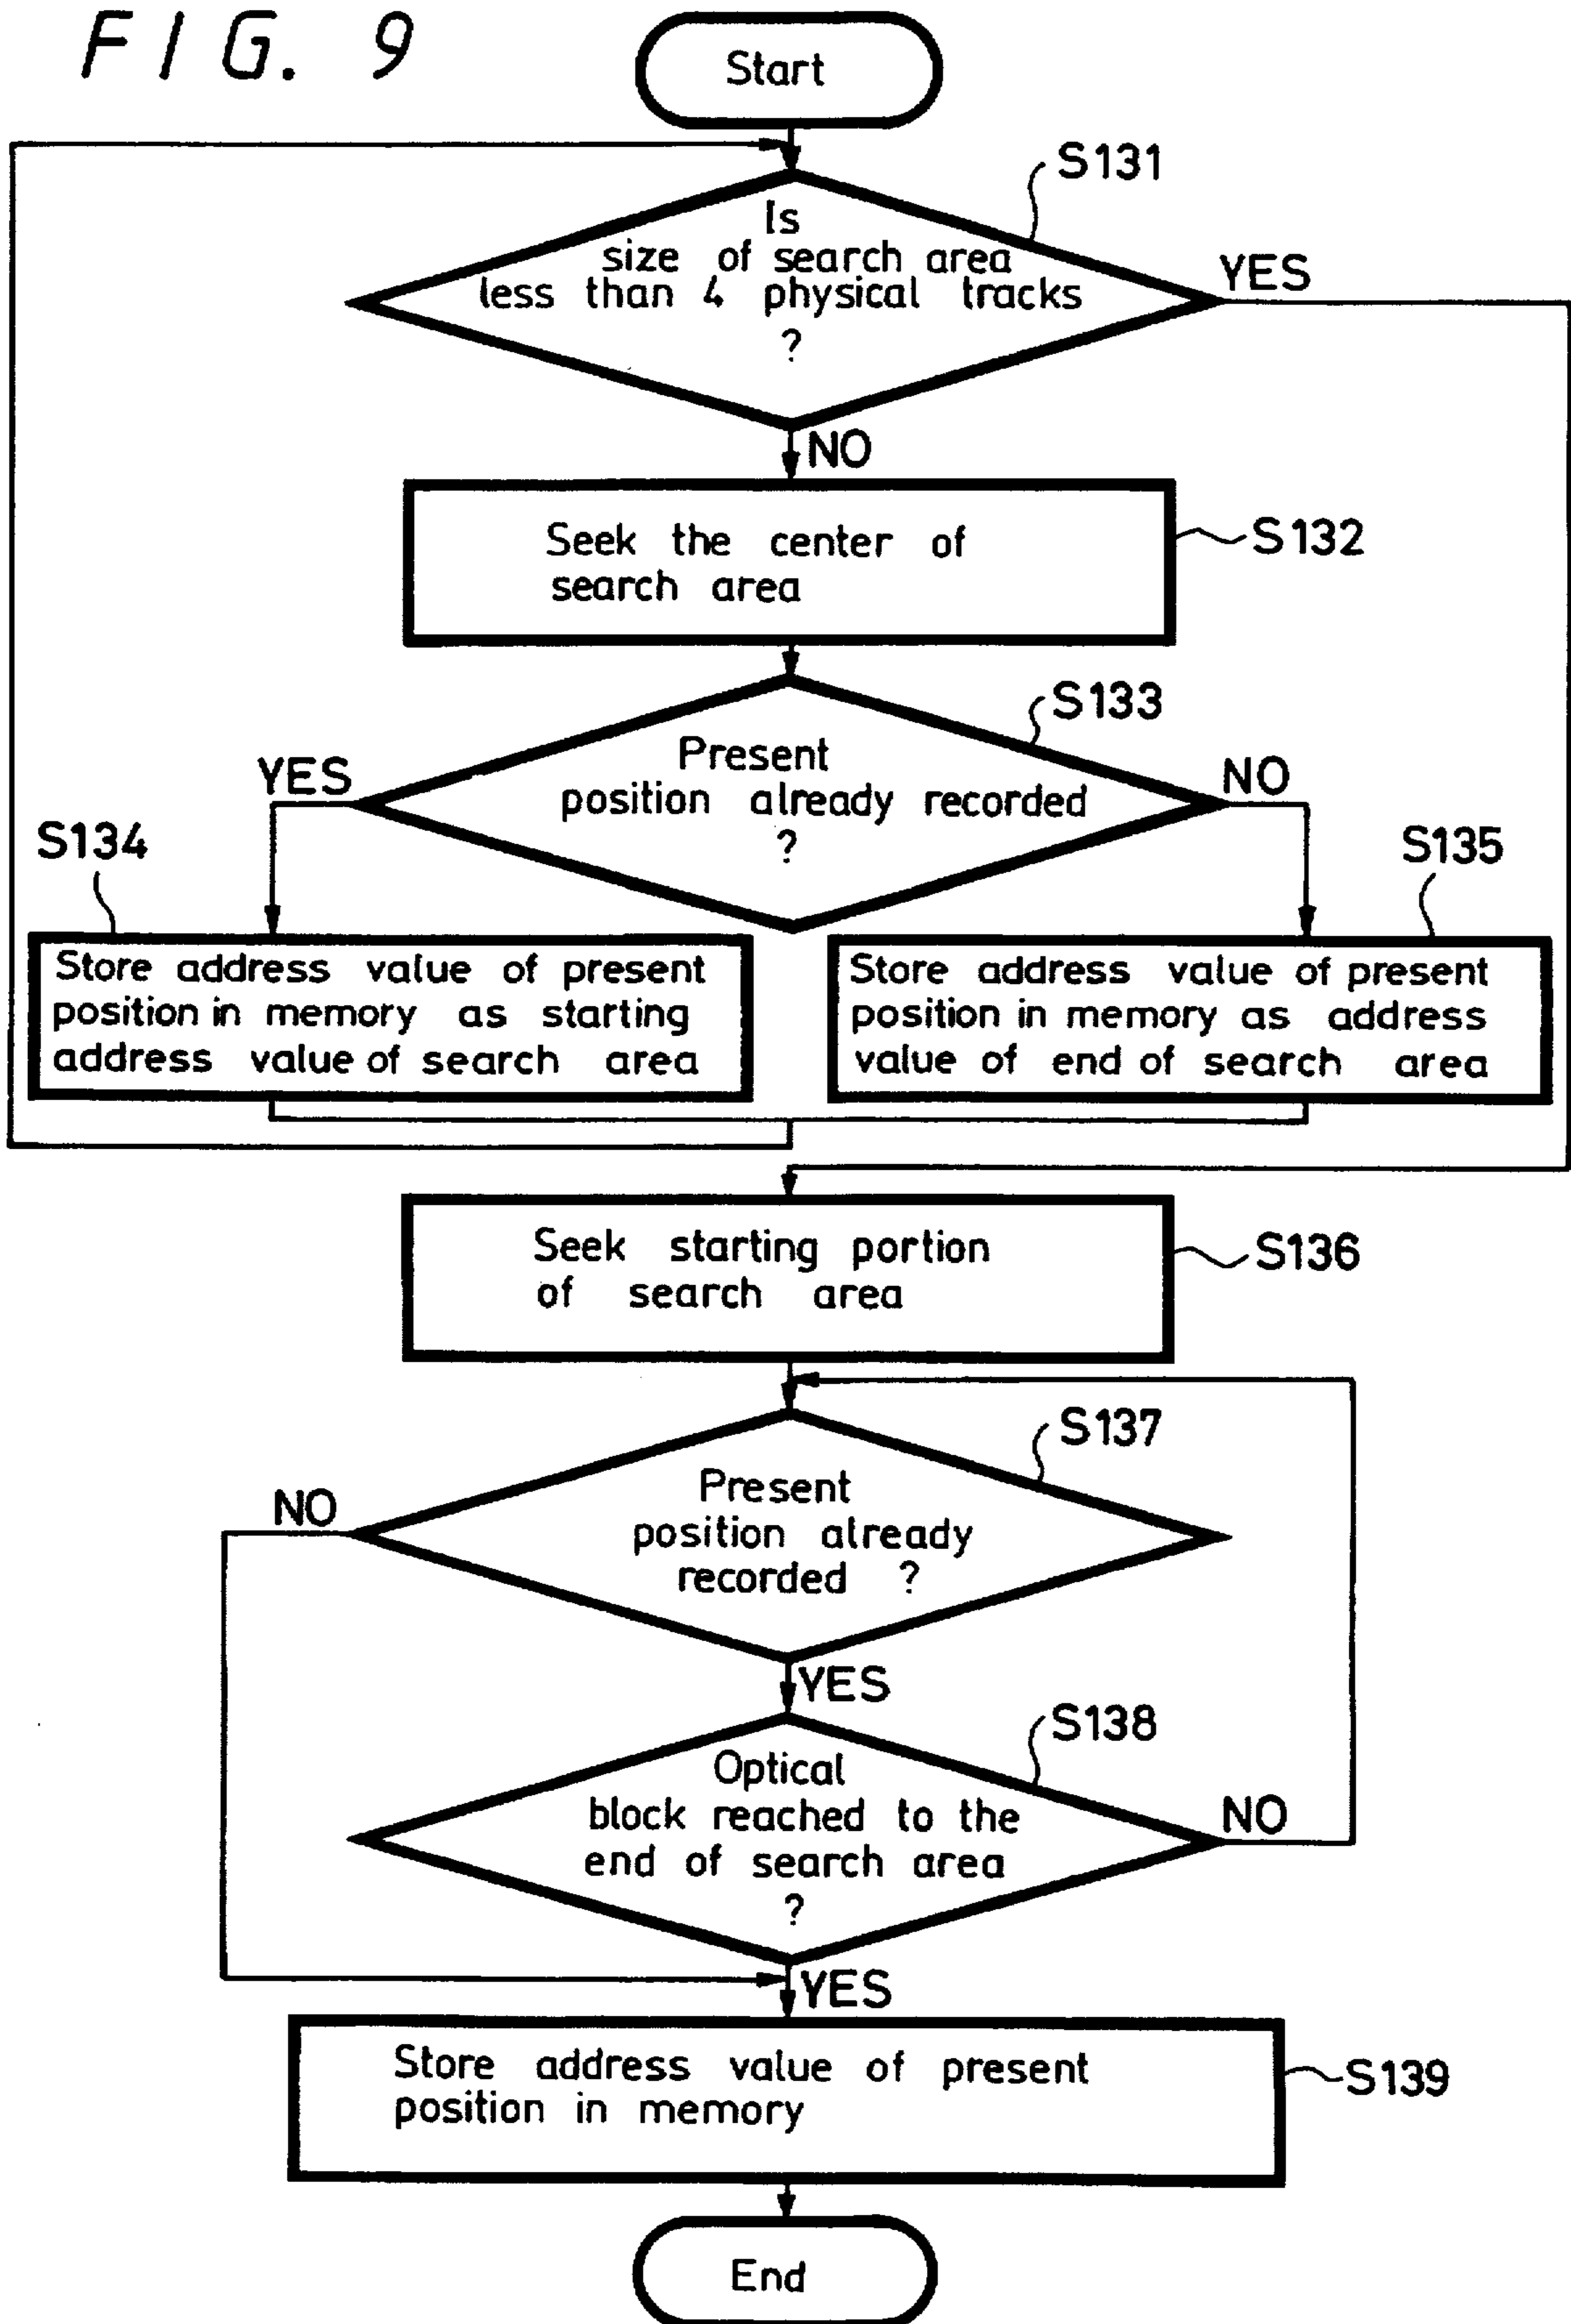 FIG. 9
Start
S131
Is
size of search area
less than 4 physical tracks
?
YES
NO
Seek the center of
search area
S132
S133
Present
position already recorded
?
YES
NO
S134
S135
Store address value of present
position in memory as starting
address value of search area
Store address value of present
position in memory as address
value of end of search area
Seek starting portion
of search area
S136
S137
Present
position already
recorded ?
NO
YES
S138
Optical
block reached to the
end of search area
?
NO
YES
Store address value of present
position in memory
S139
End